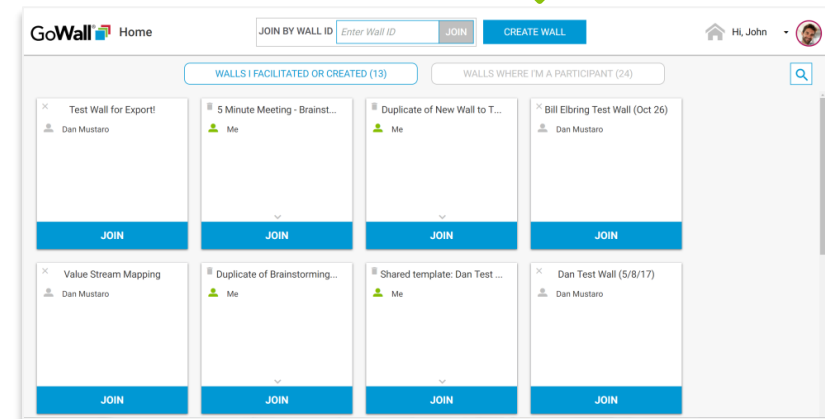 GoWall Home
JOIN BY WALL ID Enter Wall ID JOIN CREATE WALL Hi, John
WALLS I FACILITATED OR CREATED (13) WALLS WHERE I'M A PARTICIPANT (24)
Test Wall for Export! 5 Minute Meeting - Brainst... Duplicate of New Wall to T... Bill Elbring Test Wall (Oct 26)
Dan Mustaro Me Me Dan Mustaro
JOIN JOIN JOIN JOIN
Value Stream Mapping Duplicate of Brainstorming... Shared template: Dan Test ... Dan Test Wall (5/8/17)
Dan Mustaro Me Me Dan Mustaro
JOIN JOIN JOIN JOIN